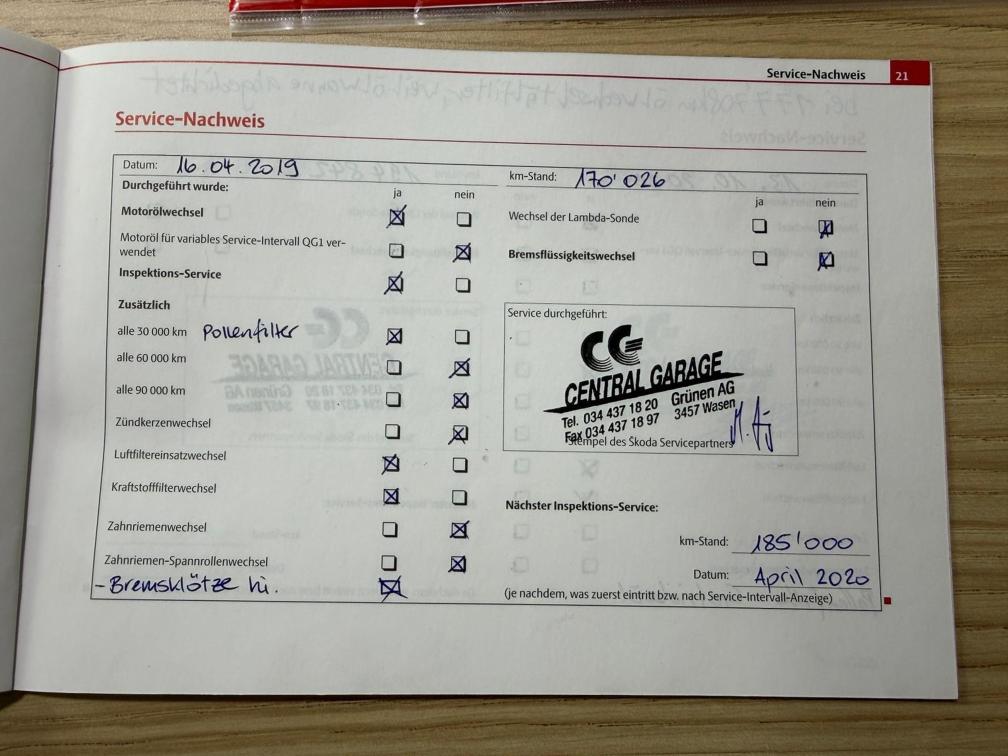 Service-Nachweis 21
Service-Nachweis
Datum: 16.04.2019
Durchgeführt wurde: ja nein
Motorölwechsel
Motoröl für variables Service-Intervall QG1 ver-
wendet
Inspektions-Service
Zusätzlich
alle 30 000 km Pollenfilter
alle 60 000 km
alle 90 000 km
Zündkerzenwechsel
Luftfiltereinsatzwechsel
Kraftstofffilterwechsel
Zahnriemenwechsel
Zahnriemen-Spannrollenwechsel
- Bremsklötze hi.
km-Stand: 170'026
ja nein
Wechsel der Lambda-Sonde
Bremsflüssigkeitswechsel
Service durchgeführt:
CG
CENTRAL GARAGE
Tel. 034 437 18 20 Grünen AG
Fax 034 437 18 97 3457 Wasen
Stempel des Škoda Servicepartners
Nächster Inspektions-Service:
km-Stand: 185'000
Datum: April 2020
(je nachdem, was zuerst eintritt bzw. nach Service-Intervall-Anzeige)